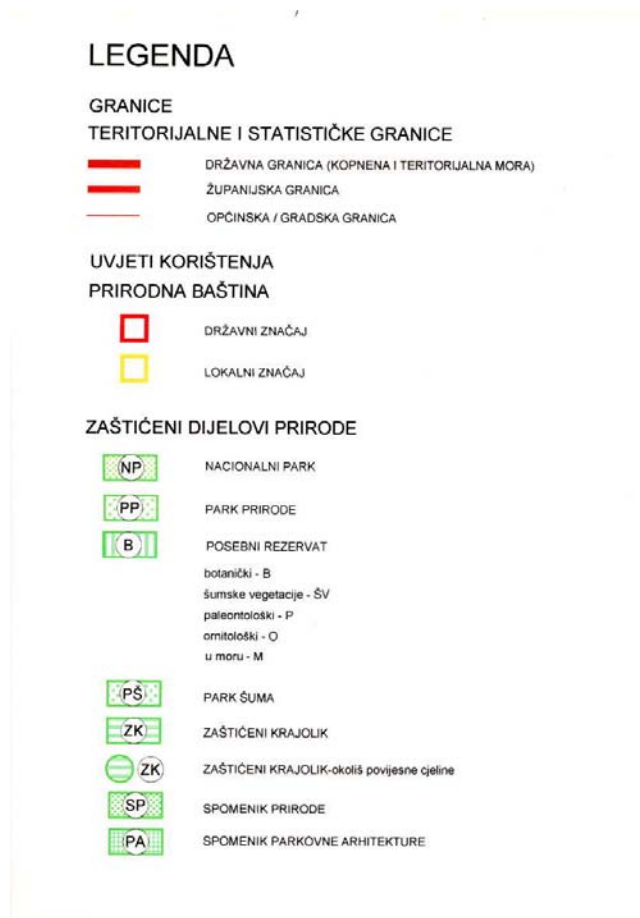 LEGENDA
GRANICE
TERITORIJALNE I STATISTIČKE GRANICE
DRŽAVNA GRANICA (KOPNENA I TERITORIJALNA MORA)
ŽUPANIJSKA GRANICA
OPĆINSKA / GRADSKA GRANICA
UVJETI KORIŠTENJA
PRIRODNA BAŠTINA
DRŽAVNI ZNAČAJ
LOKALNI ZNAČAJ
ZAŠTIĆENI DIJELOVI PRIRODE
NP NACIONALNI PARK
PP PARK PRIRODE
B POSEBNI REZERVAT
botanički - B
šumske vegetacije - ŠV
paleontološki - P
ornitološki - O
u moru - M
PŠ PARK ŠUMA
ZK ZAŠTIĆENI KRAJOLIK
ZK ZAŠTIĆENI KRAJOLIK-okoliš povijesne cjeline
SP SPOMENIK PRIRODE
PA SPOMENIK PARKOVNE ARHITEKTURE